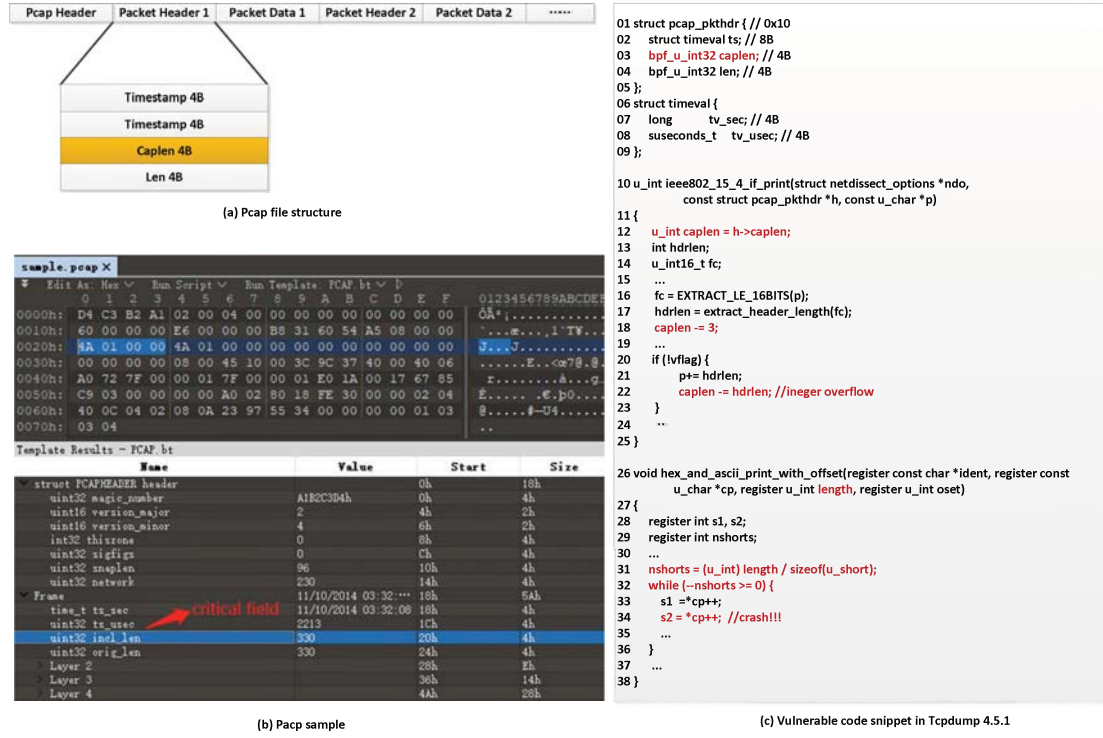 Pcap Header Packet Header 1 Packet Data 1 Packet Header 2 Packet Data 2 .....
Timestamp 4B
Timestamp 4B
Caplen 4B
Len 4B
(a) Pcap file structure
sample.pcap X
Edit As: Hex Run Script Run Template: PCAP.bt
0 1 2 3 4 5 6 7 8 9 A B C D E F 0123456789ABCDEF
0000h: D4 C3 B2 A1 02 00 04 00 00 00 00 00 00 00 00 00
0010h: 60 00 00 00 E6 00 00 00 B8 31 60 54 A5 08 00 00
0020h: 4A 01 00 00 4A 01 00 00 00 00 00 00 00 00 00 00
0030h: 00 00 00 00 08 00 45 10 00 3C 9C 37 40 00 40 06
0040h: A0 72 7F 00 00 01 7F 00 00 01 E0 1A 00 17 67 85
0050h: C9 03 00 00 00 00 A0 02 80 18 FE 30 00 00 02 04
0060h: 40 0C 04 02 08 0A 23 97 55 34 00 00 00 00 01 03
0070h: 03 04
Template Results - PCAP.bt
Name Value Start Size
struct PCAPHEADER header 0h 18h
uint32 magic_number A1B2C3D4h 0h 4h
uint16 version_major 2 4h 2h
uint16 version_minor 4 6h 2h
int32 thiszone 0 8h 4h
uint32 sigfigs 0 Ch 4h
uint32 snaplen 96 10h 4h
uint32 network 230 14h 4h
Frame 11/10/2014 03:32:... 18h 5Ah
time_t ts_sec 11/10/2014 03:32:08 18h 4h
critical field
uint32 ts_usec 2213 1Ch 4h
uint32 incl_len 330 20h 4h
uint32 orig_len 330 24h 4h
Layer 2 28h Eh
Layer 3 36h 14h
Layer 4 4Ah 28h
(b) Pacp sample
01 struct pcap_pkthdr { // 0x10
02 struct timeval ts; // 8B
03 bpf_u_int32 caplen; // 4B
04 bpf_u_int32 len; // 4B
05 };
06 struct timeval {
07 long tv_sec; // 4B
08 suseconds_t tv_usec; // 4B
09 };
10 u_int ieee802_15_4_if_print(struct netdissect_options *ndo,
const struct pcap_pkthdr *h, const u_char *p)
11 {
12 u_int caplen = h->caplen;
13 int hdrlen;
14 u_int16_t fc;
15 ...
16 fc = EXTRACT_LE_16BITS(p);
17 hdrlen = extract_header_length(fc);
18 caplen -= 3;
19 ...
20 if (!vflag) {
21 p+= hdrlen;
22 caplen -= hdrlen; //ineger overflow
23 }
24 ..
25 }
26 void hex_and_ascii_print_with_offset(register const char *ident, register const
u_char *cp, register u_int length, register u_int oset)
27 {
28 register int s1, s2;
29 register int nshorts;
30 ...
31 nshorts = (u_int) length / sizeof(u_short);
32 while (--nshorts >= 0) {
33 s1 =*cp++;
34 s2 = *cp++; //crash!!!
35 ...
36 }
37 ...
38 }
(c) Vulnerable code snippet in Tcpdump 4.5.1